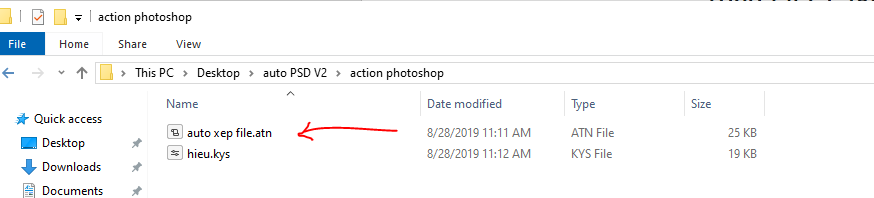 action photoshop
File Home Share View
This PC Desktop auto PSD V2 action photoshop
Name Date modified Type Size
Quick access
auto xep file.atn 8/28/2019 11:11 AM ATN File 25 KB
Desktop
hieu.kys 8/28/2019 11:12 AM KYS File 19 KB
Downloads
Documents